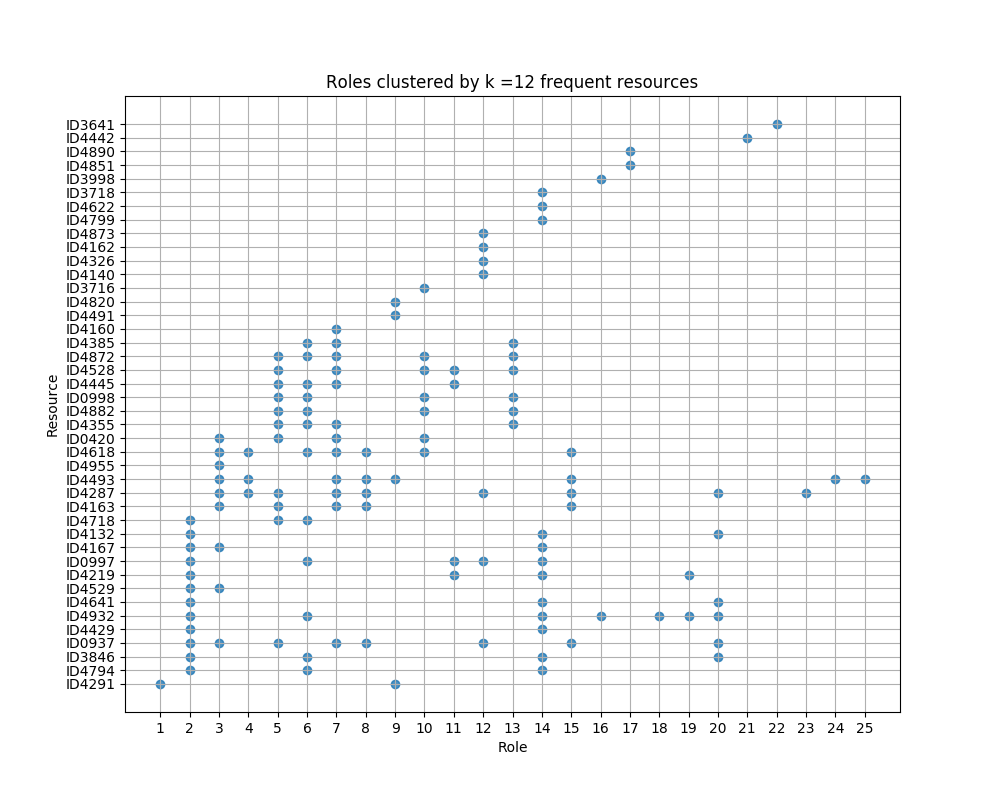 Roles clustered by k =12 frequent resources
ID3641
ID4442
ID4890
ID4851
ID3998
ID3718
ID4622
ID4799
ID4873
ID4162
ID4326
ID4140
ID3716
ID4820
ID4491
ID4160
ID4385
ID4872
ID4528
ID4445
ID0998
ID4882
ID4355
ID0420
ID4618
ID4955
ID4493
ID4287
ID4163
ID4718
ID4132
ID4167
ID0997
ID4219
ID4529
ID4641
ID4932
ID4429
ID0937
ID3846
ID4794
ID4291
Resource
1 2 3 4 5 6 7 8 9 10 11 12 13 14 15 16 17 18 19 20 21 22 23 24 25
Role